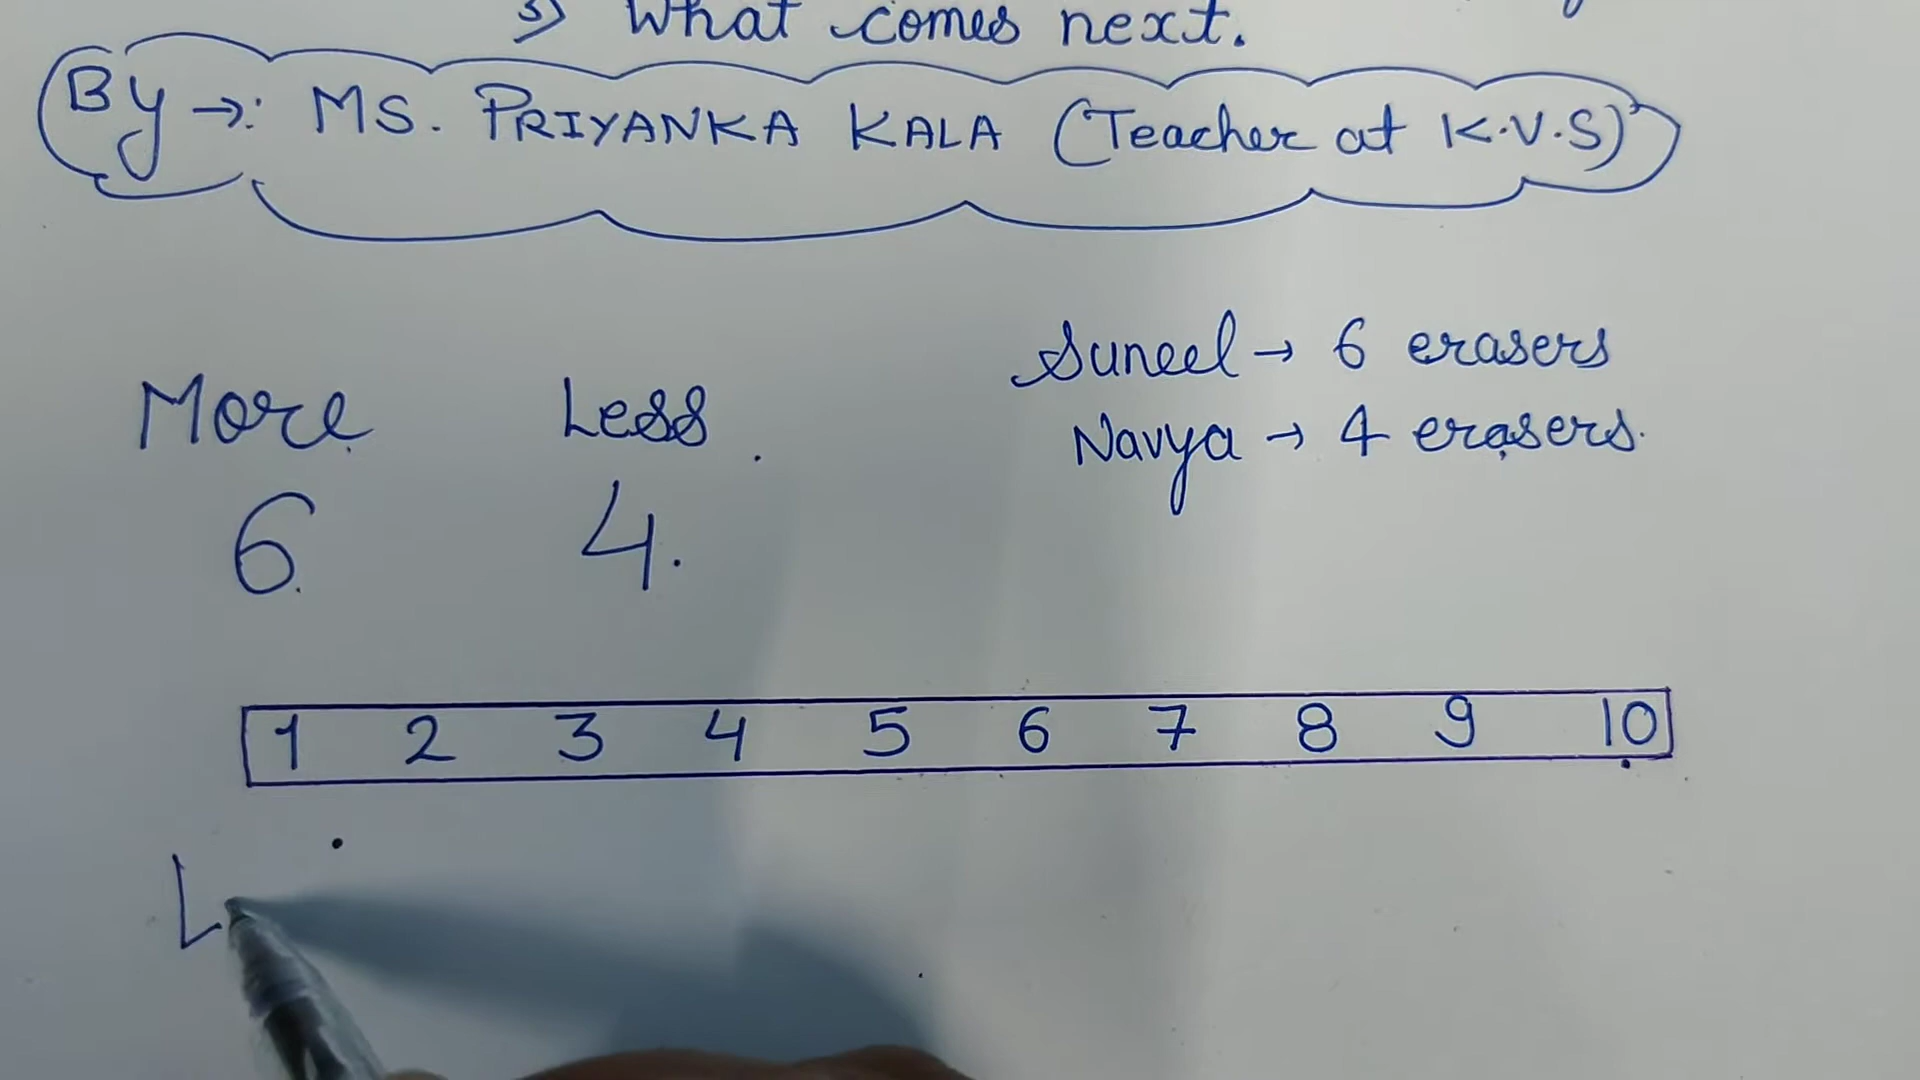 3) What comes next.
By →: MS. PRIYANKA KALA (Teacher at K.V.S)
Suneel → 6 erasers
More Less
Navya → 4 erasers.
6 4.
1 2 3 4 5 6 7 8 9 10
L